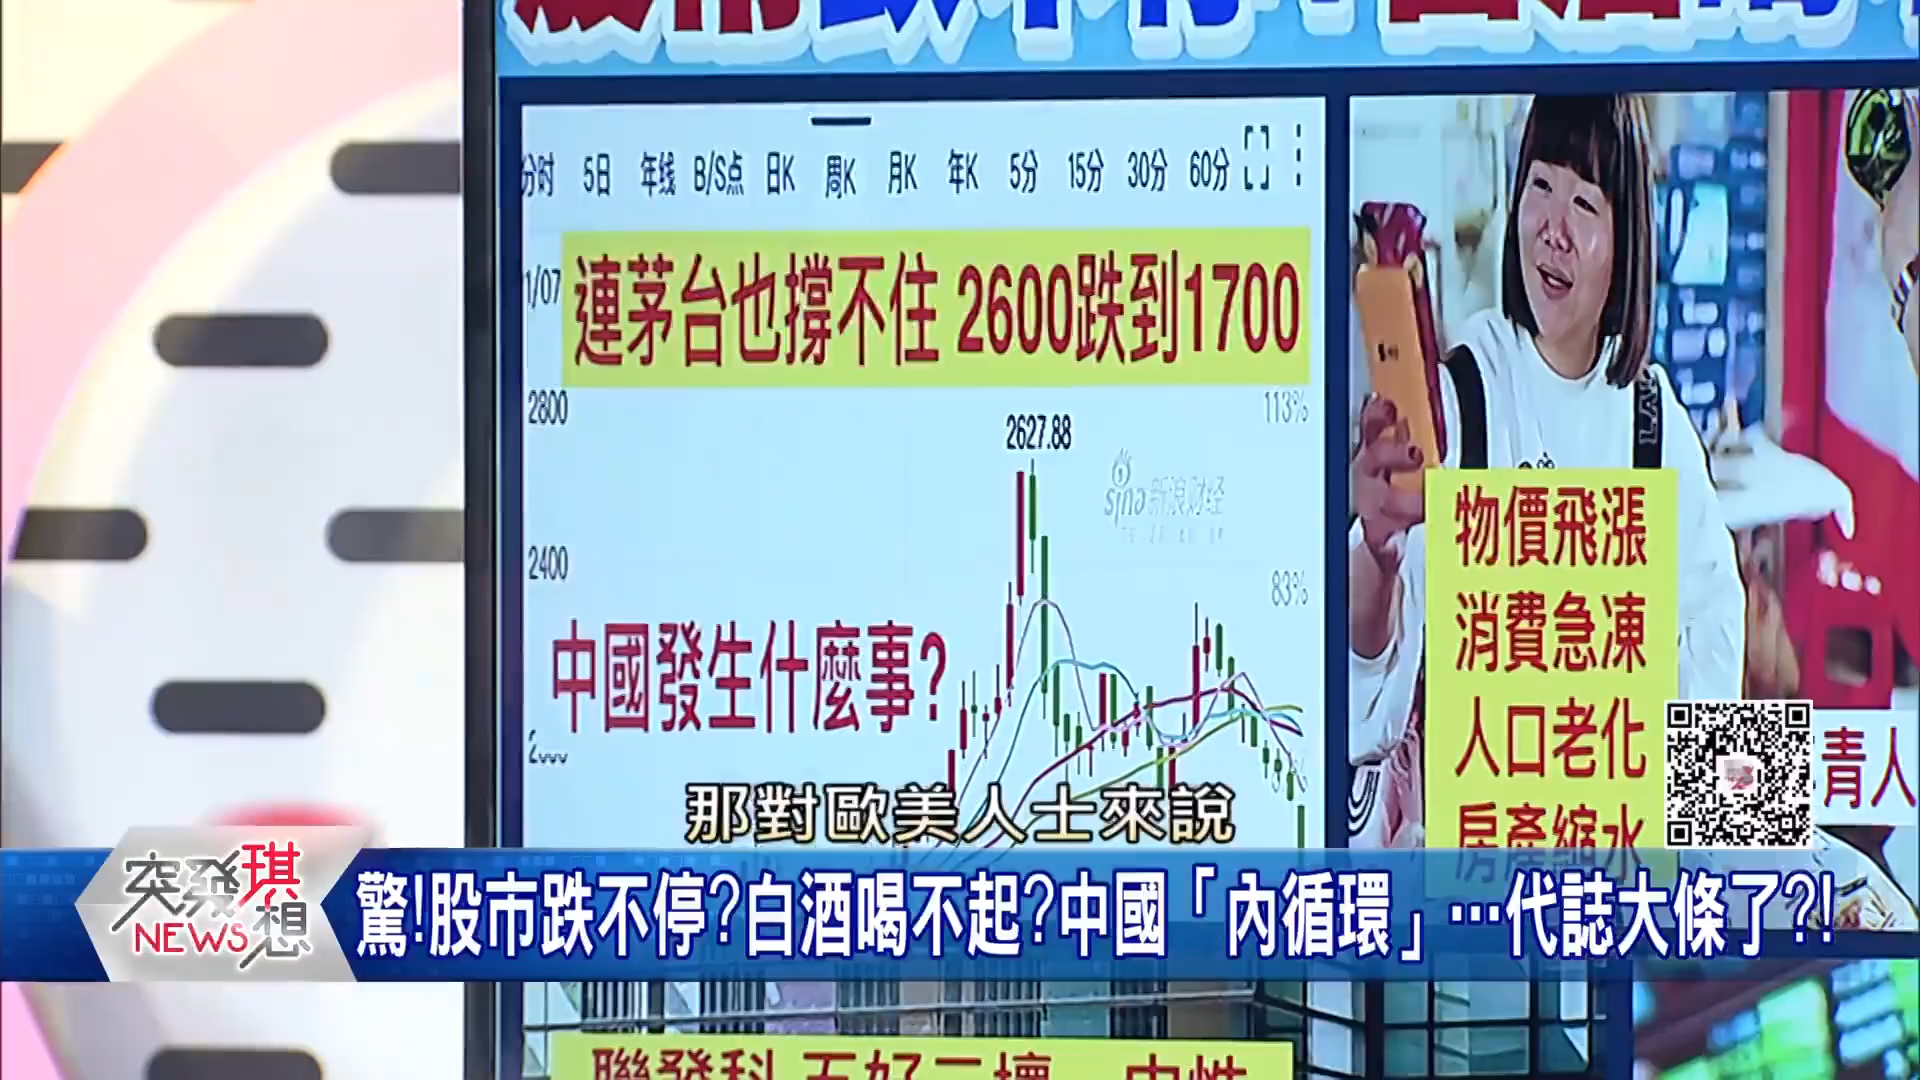 分时 5日 年线 B/S点 日K 周K 月K 年K 5分 15分 30分 60分
1/07
連茅台也撐不住 2600跌到1700
2800
113%
2627.88
sina新浪财经
2400
83%
中國發生什麼事?
物價飛漲
消費急凍
人口老化
房產縮水
青人
那對歐美人士來說
突發琪想
NEWS
驚!股市跌不停?白酒喝不起?中國「內循環」…代誌大條了?!